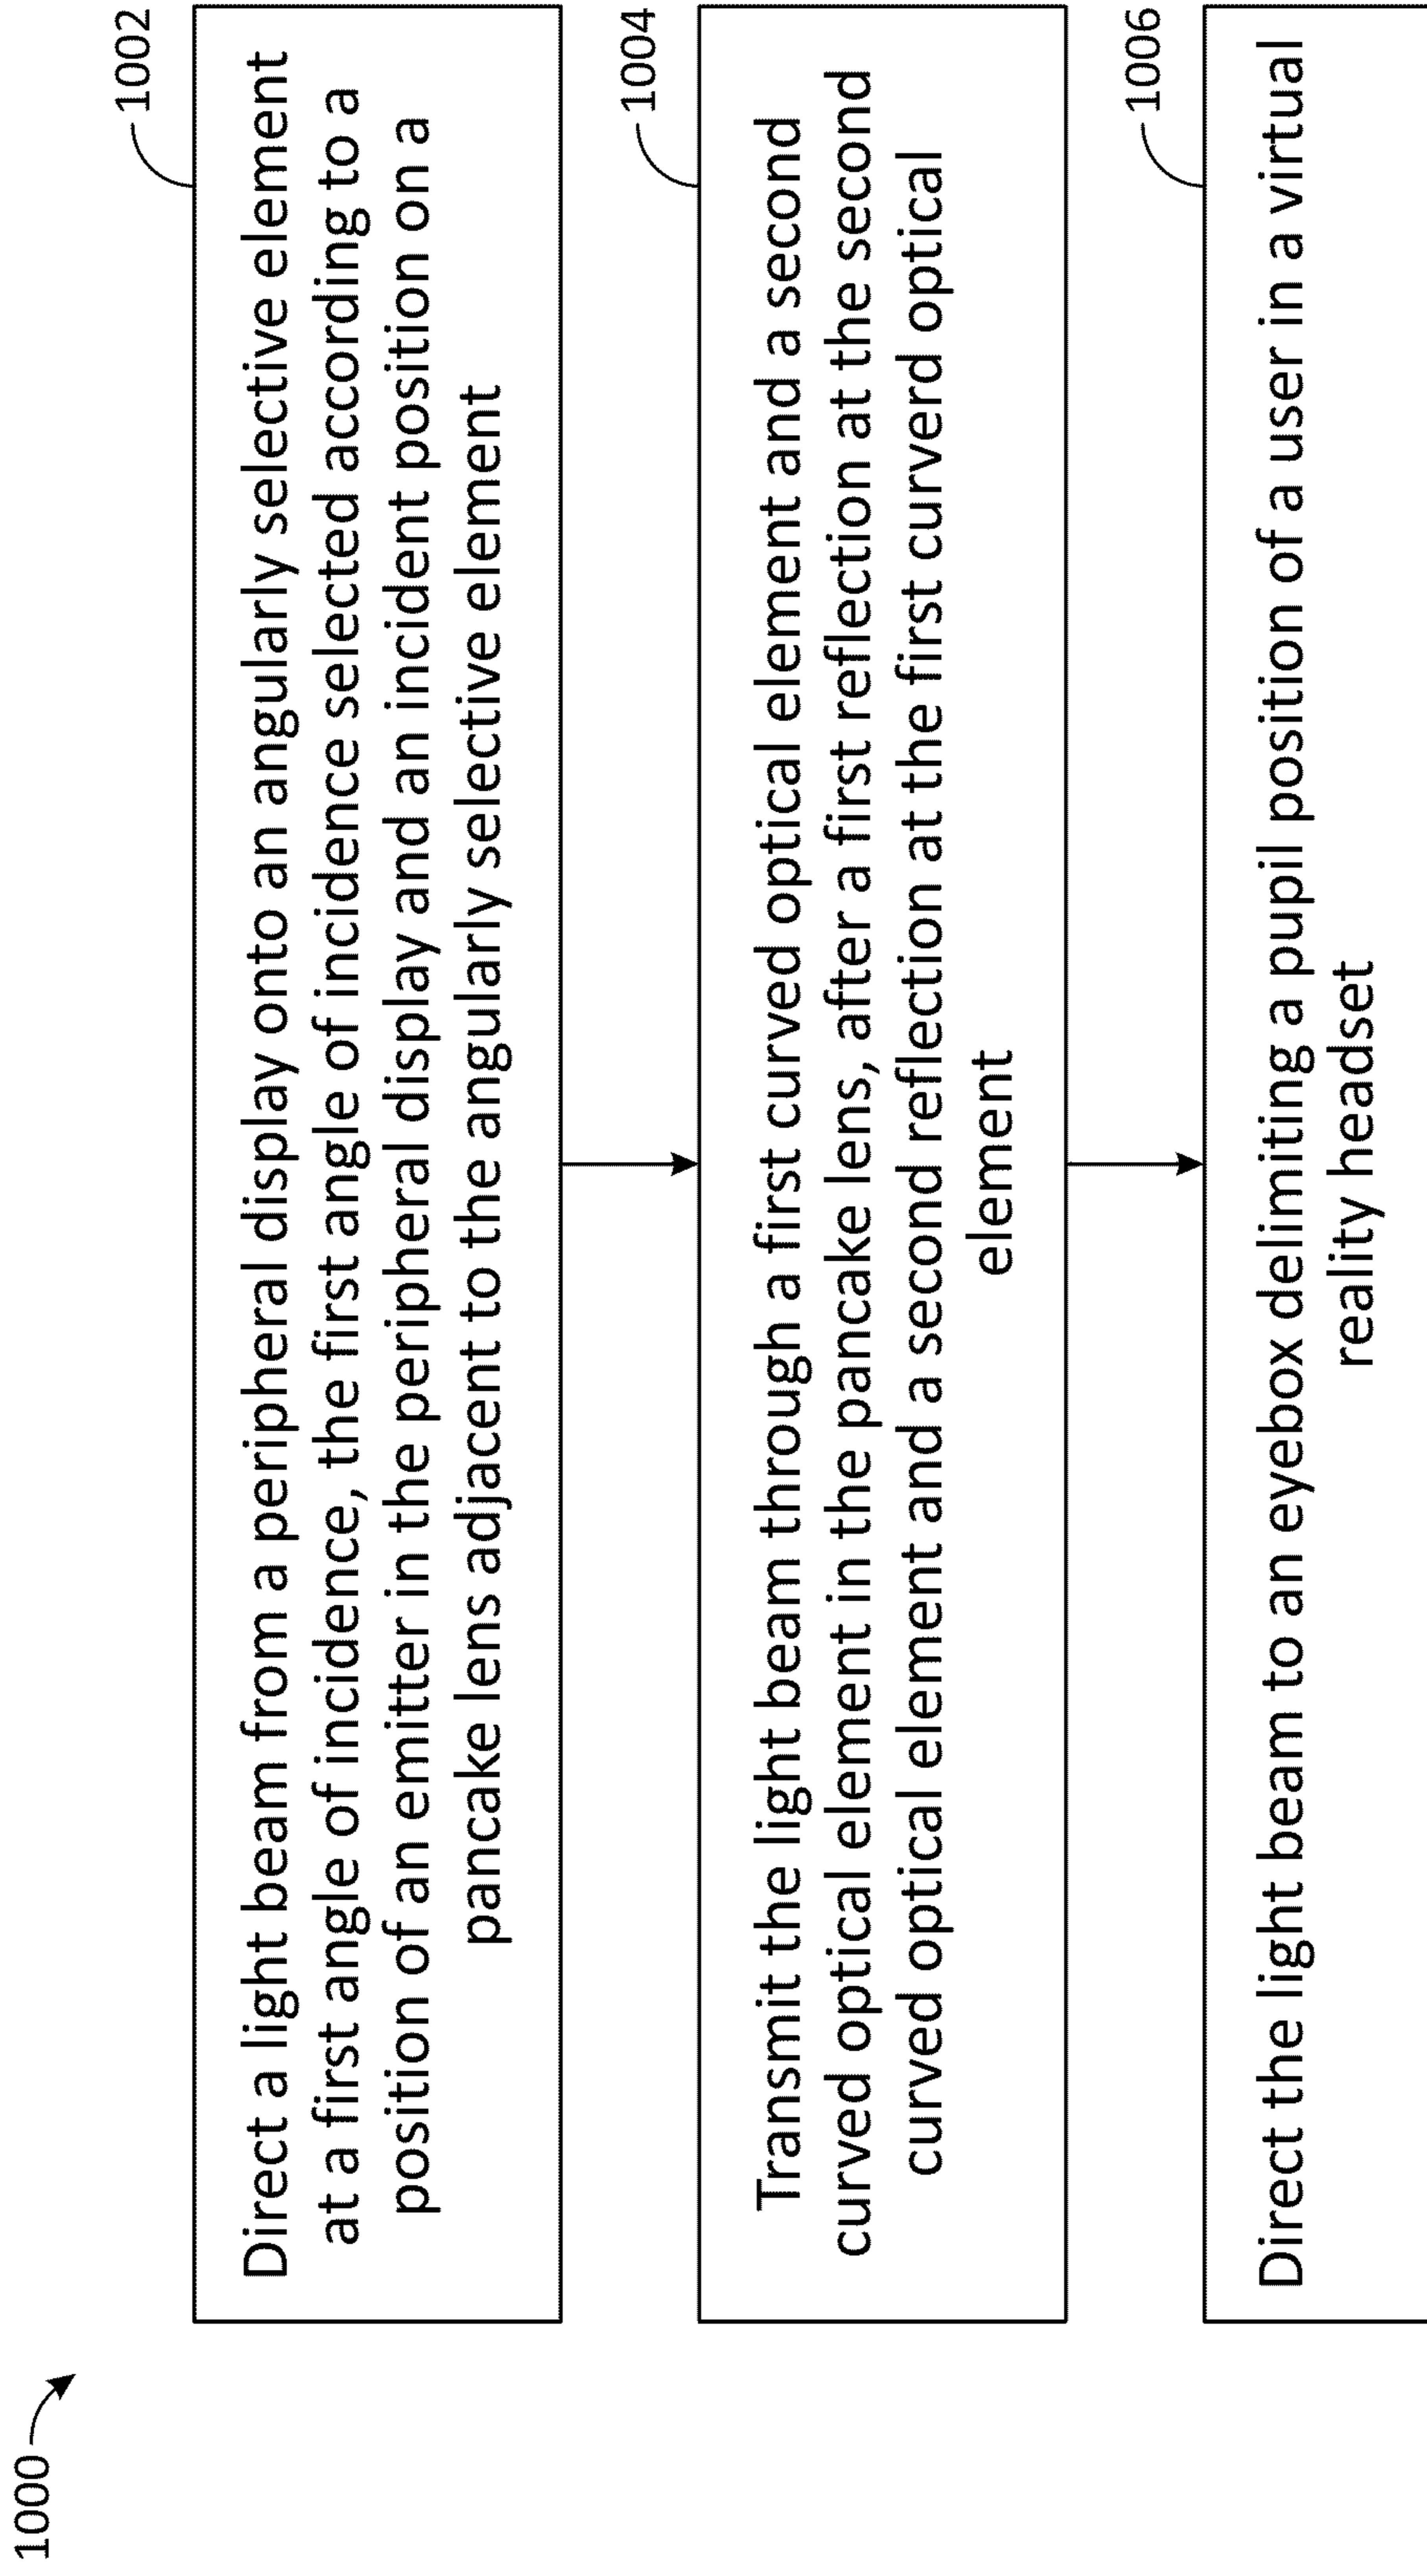 1000
1002
Direct a light beam from a peripheral display onto an angularly selective element
at a first angle of incidence, the first angle of incidence selected according to a
position of an emitter in the peripheral display and an incident position on a
pancake lens adjacent to the angularly selective element
1004
Transmit the light beam through a first curved optical element and a second
curved optical element in the pancake lens, after a first reflection at the second
curved optical element and a second reflection at the first curverd optical
element
1006
Direct the light beam to an eyebox delimiting a pupil position of a user in a virtual
reality headset